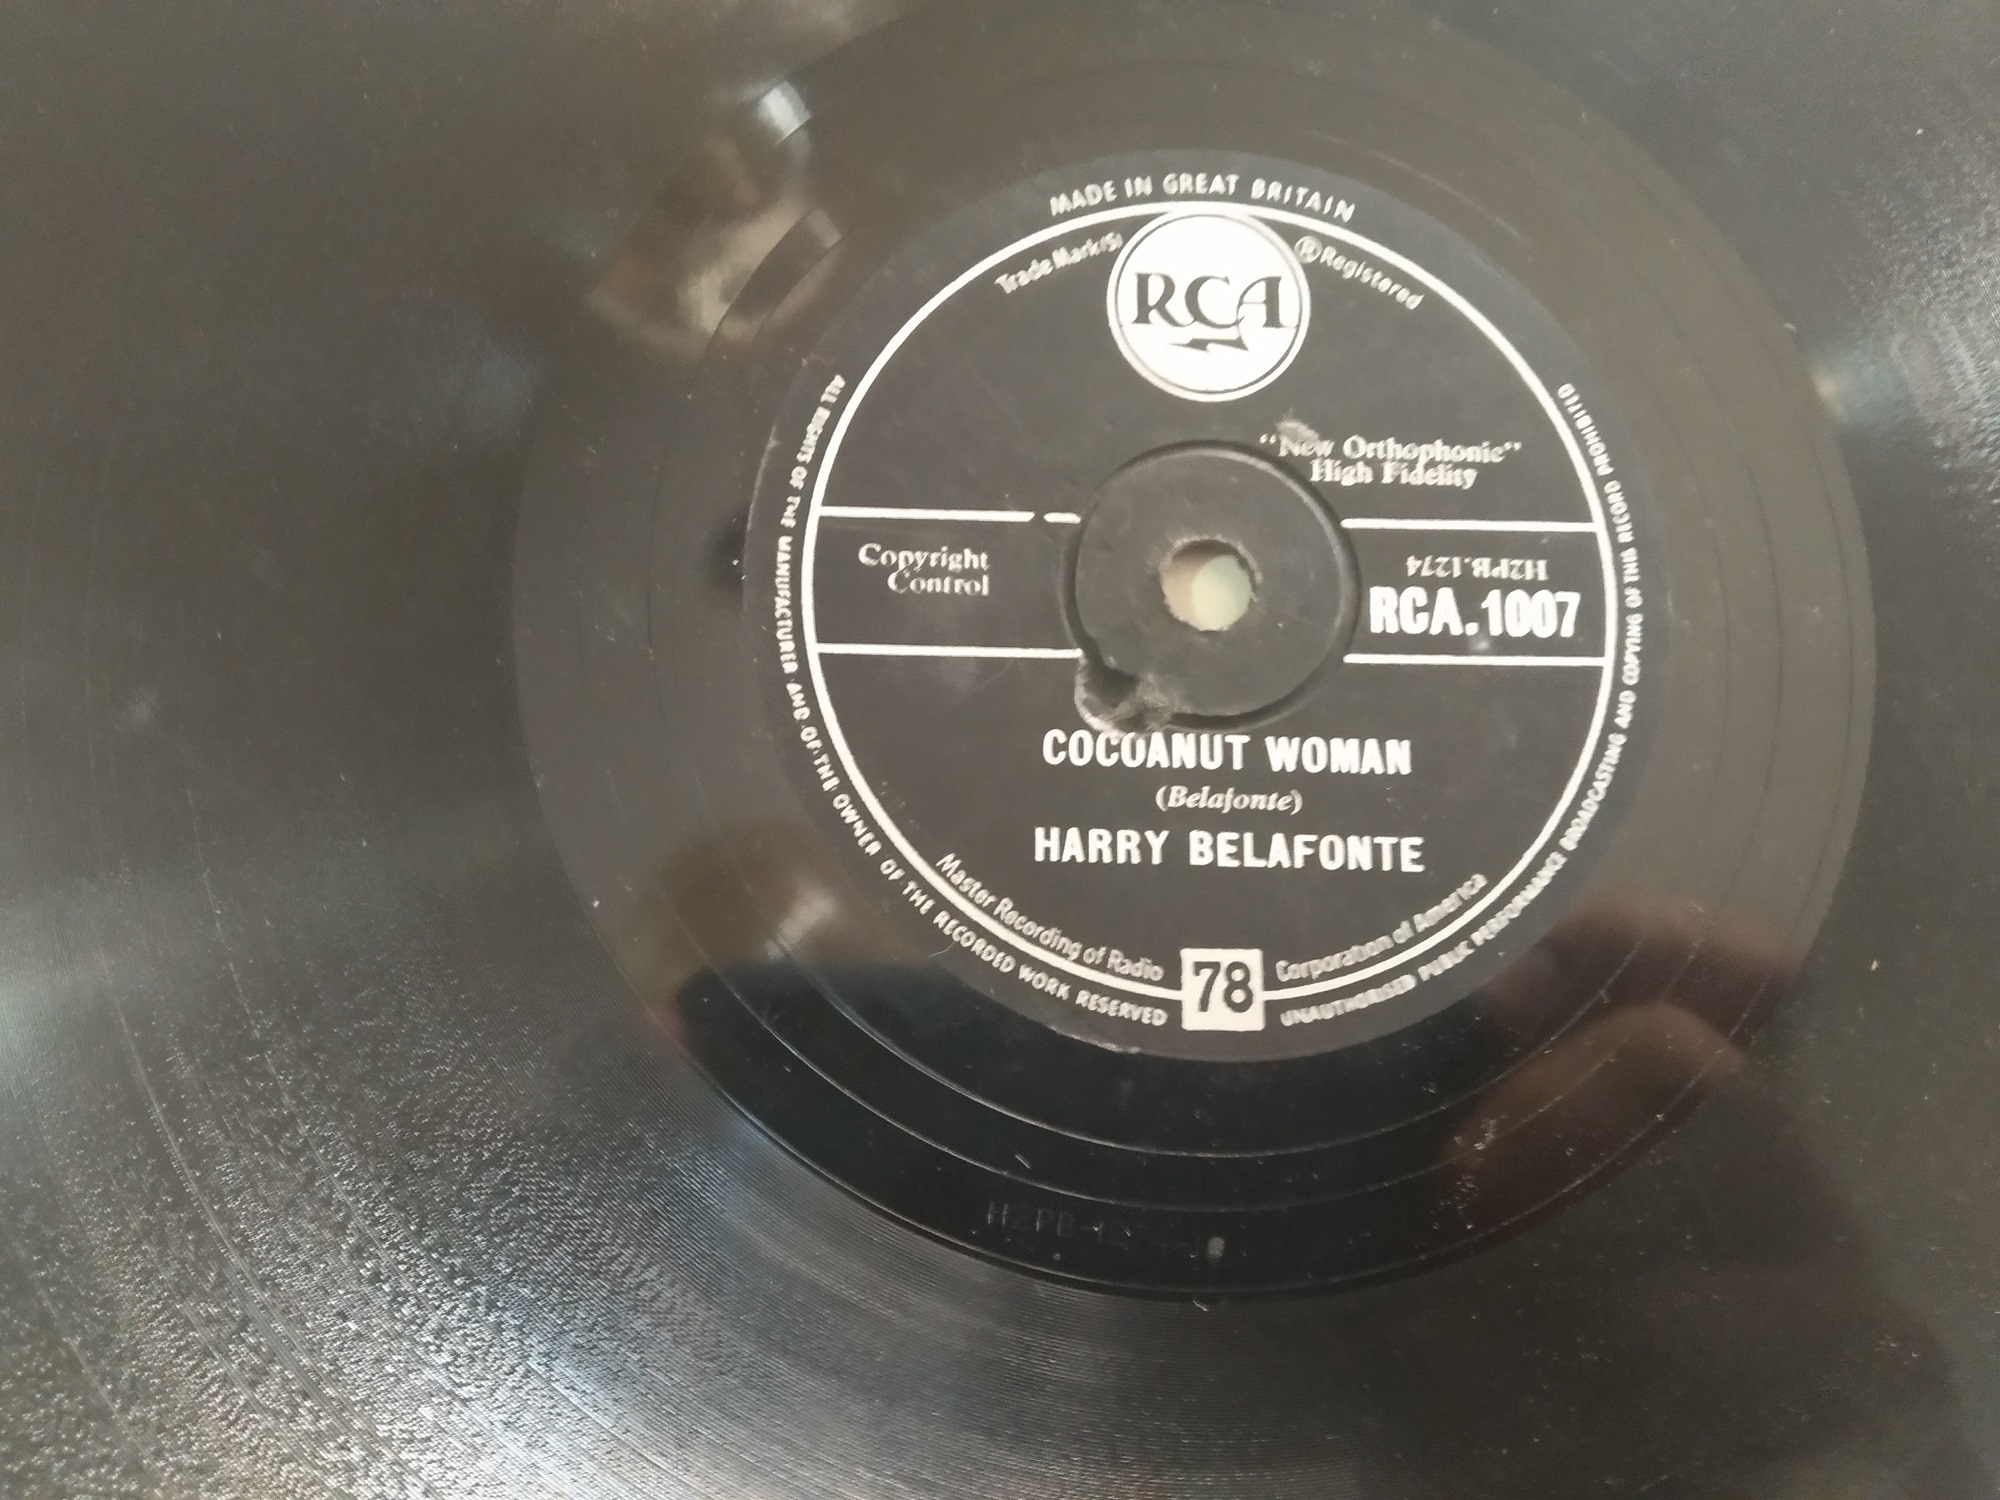 MADE IN GREAT BRITAIN
Trade Mark(S)
RCA
®Registered
"New Orthophonic"
High Fidelity
Copyright
Control
H2PB.1274
RCA.1007
COCOANUT WOMAN
(Belafonte)
HARRY BELAFONTE
Master Recording of Radio
Corporation of America
78
ALL RIGHTS OF THE MANUFACTURER AND OF THE OWNER OF THE RECORDED WORK RESERVED
UNAUTHORISED PUBLIC PERFORMANCE BROADCASTING AND COPYING OF THIS RECORD PROHIBITED